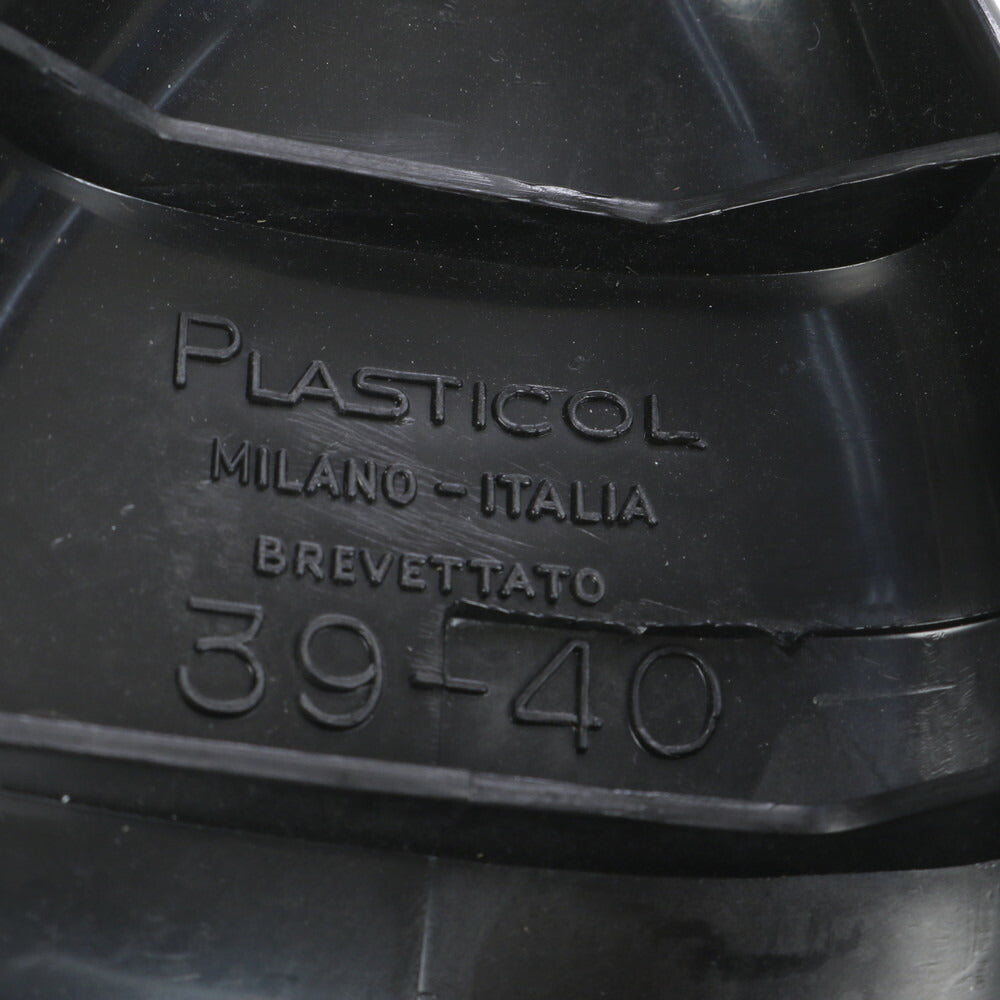 PLASTICOL
MILANO - ITALIA
BREVETTATO
39-40